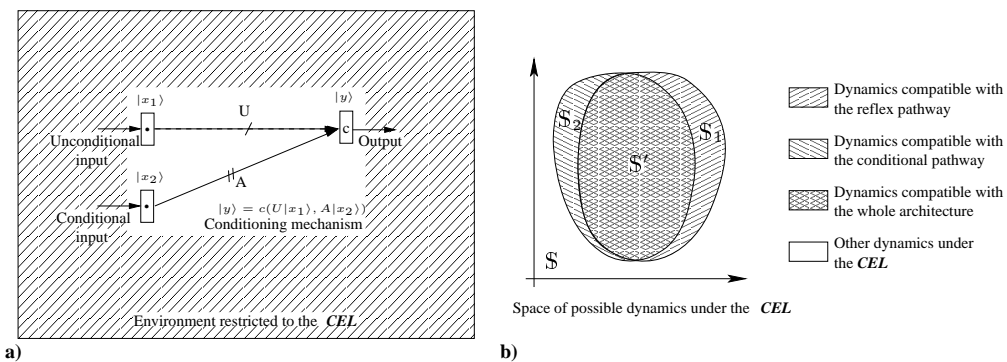 |x1⟩
|y⟩
U
c
Unconditional
input
Output
|x2⟩
A
Conditional
input
|y⟩ = c(U|x1⟩, A|x2⟩)
Conditioning mechanism
Environment restricted to the CEL
a)
$2
$1
$'
$
Space of possible dynamics under the CEL
b)
Dynamics compatible with
the reflex pathway
Dynamics compatible with
the conditional pathway
Dynamics compatible with
the whole architecture
Other dynamics under
the CEL